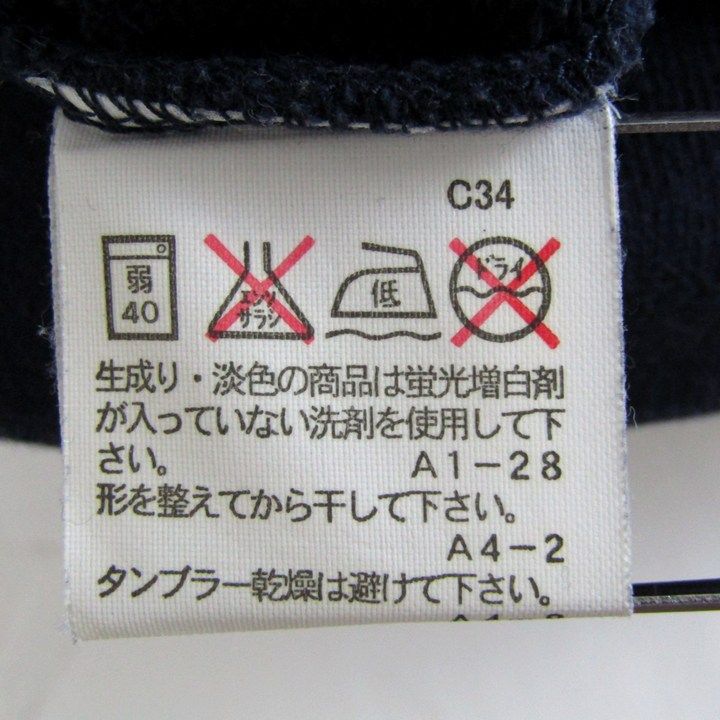 C34
弱
40
エンソ
サラシ
低
ドライ
生成り・淡色の商品は蛍光増白剤
が入っていない洗剤を使用して下
さい。 A1-28
形を整えてから干して下さい。
A4-2
タンブラー乾燥は避けて下さい。